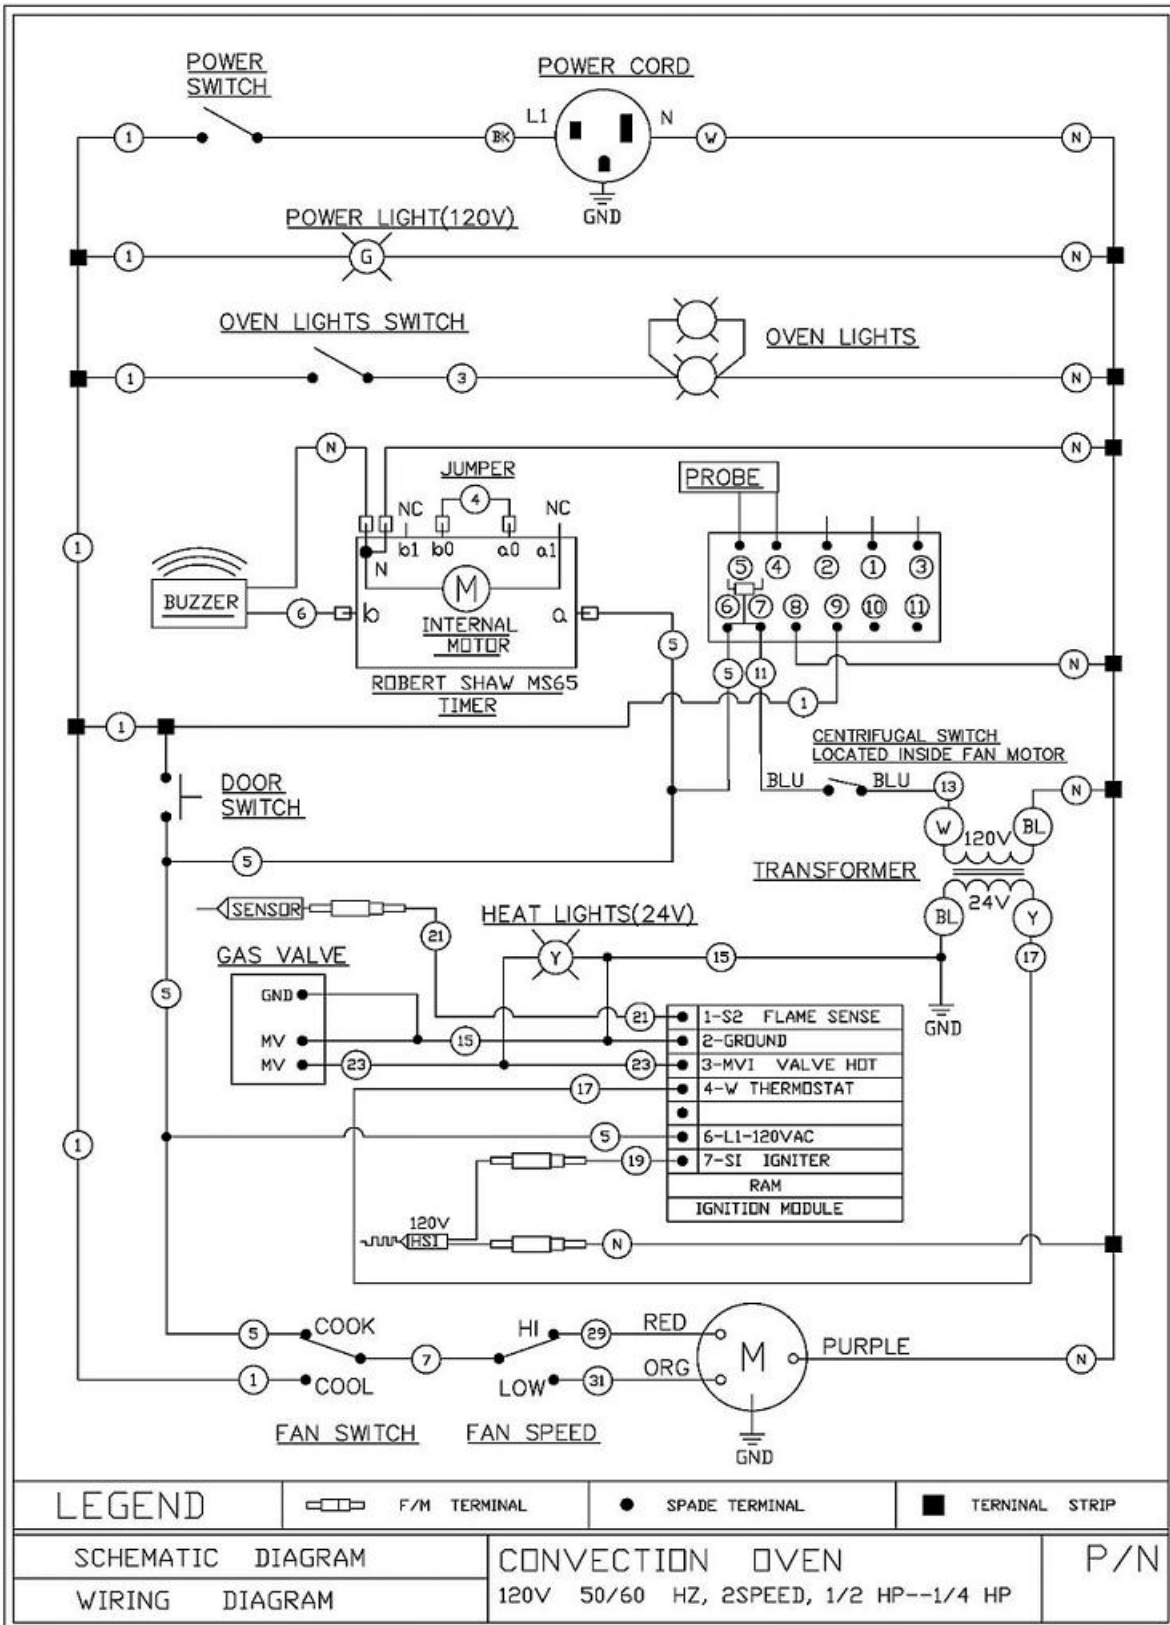 POWER
SWITCH
POWER CORD
1
BK
L1
N
W
N
GND
POWER LIGHT(120V)
1
G
N
OVEN LIGHTS SWITCH
OVEN LIGHTS
1
3
N
N
N
JUMPER
4
PROBE
NC
NC
b1
b0
a0
a1
N
1
5
4
2
1
3
BUZZER
6
b
M
INTERNAL
MOTOR
a
6
7
8
9
10
11
ROBERT SHAW MS65
TIMER
5
5
11
N
1
1
CENTRIFUGAL SWITCH
LOCATED INSIDE FAN MOTOR
DOOR
SWITCH
BLU
BLU
13
N
W
120V
BL
5
TRANSFORMER
24V
BL
Y
SENSOR
21
HEAT LIGHTS(24V)
Y
15
17
GAS VALVE
5
GND
MV
15
MV
23
GND
21
1-S2 FLAME SENSE
2-GROUND
23
3-MVI VALVE HOT
17
4-W THERMOSTAT
1
5
6-L1-120VAC
19
7-SI IGNITER
RAM
IGNITION MODULE
120V
HSI
N
5
COOK
HI
29
RED
7
M
PURPLE
N
1
COOL
LOW
31
ORG
FAN SWITCH
FAN SPEED
GND
LEGEND
F/M TERMINAL
SPADE TERMINAL
TERNINAL STRIP
SCHEMATIC DIAGRAM
WIRING DIAGRAM
CONVECTION OVEN
120V 50/60 HZ, 2SPEED, 1/2 HP--1/4 HP
P/N